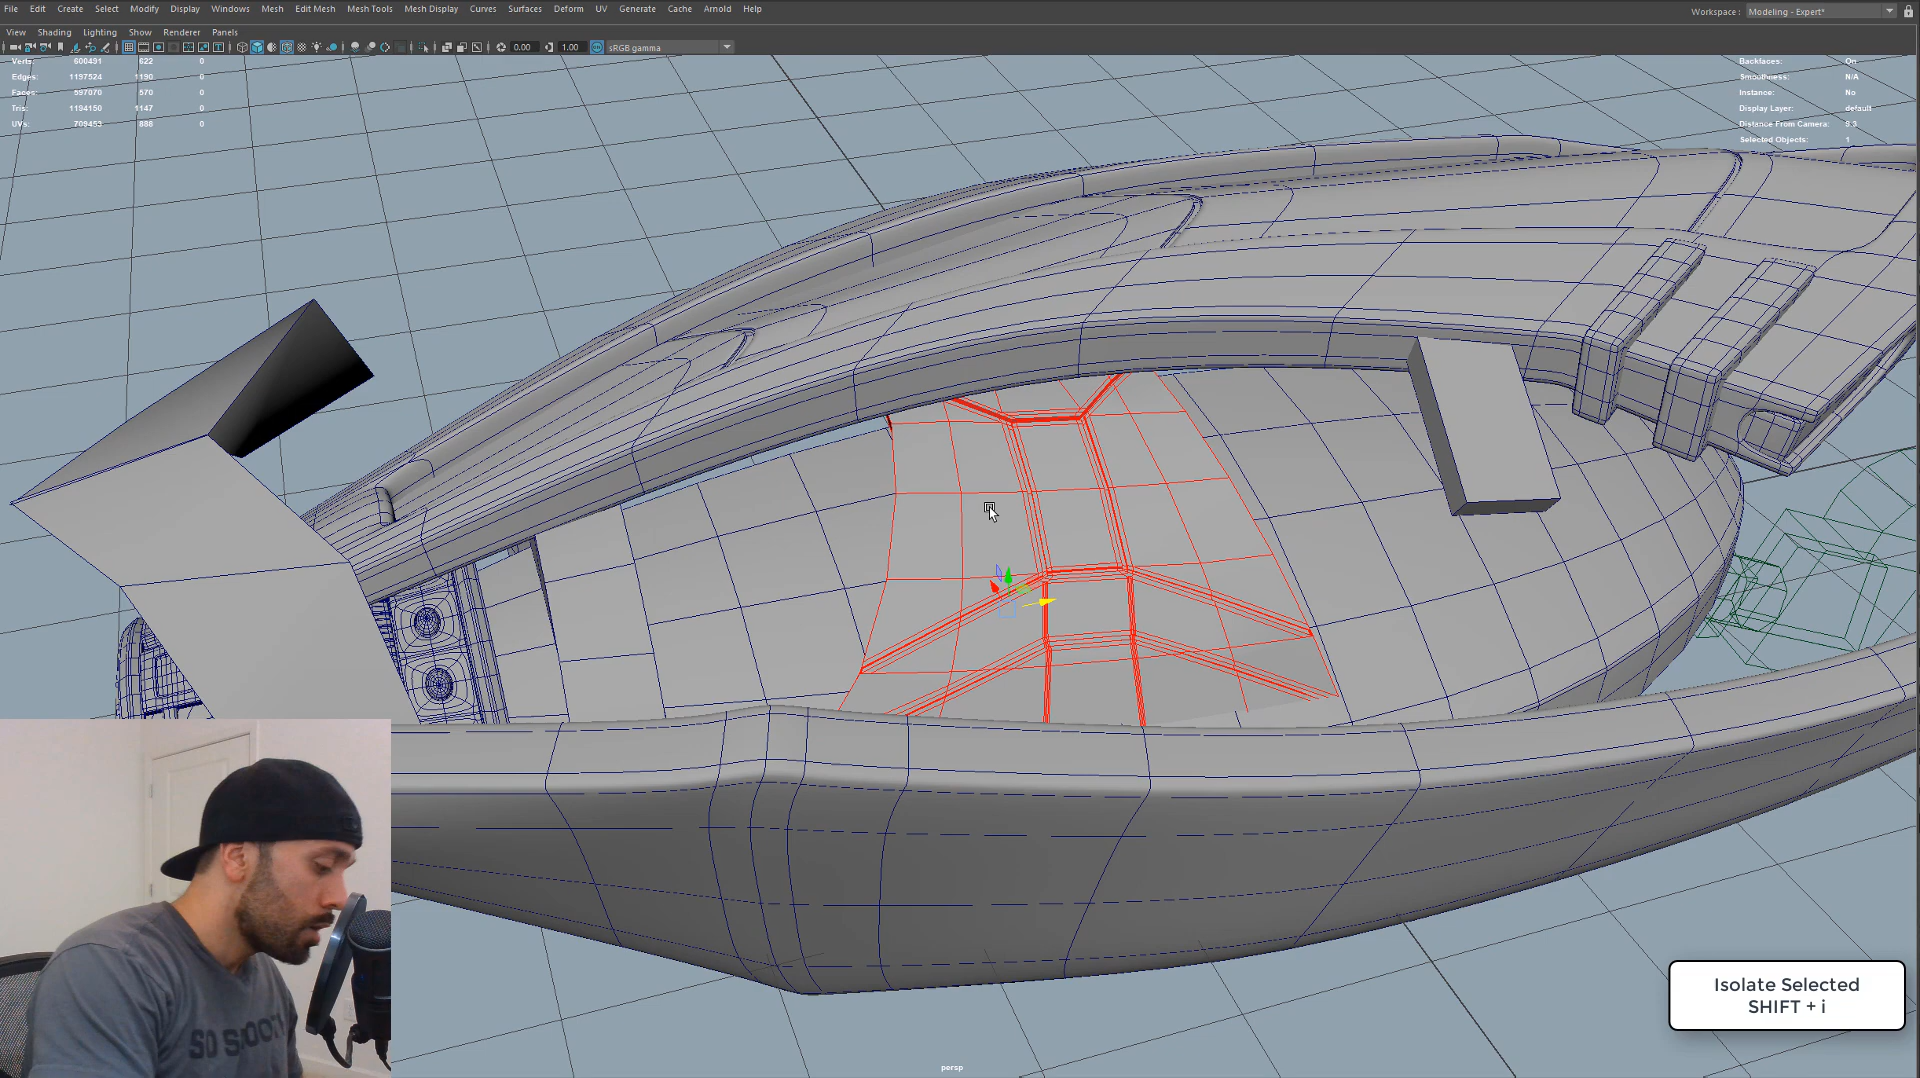 File Edit Create Select Modify Display Windows Mesh Edit Mesh Mesh Tools Mesh Display Curves Surfaces Deform UV Generate Cache Arnold Help
Workspace : Modeling - Expert*
View Shading Lighting Show Renderer Panels
0.00 1.00 sRGB gamma
Verts: 600491 622 0
Edges: 1197524 1190 0
Faces: 597070 570 0
Tris: 1194150 1147 0
UVs: 709453 886 0
Backfaces: On
Smoothness: N/A
Instance: No
Display Layer: default
Distance From Camera: 9.3
Selected Objects: 1
Isolate Selected
SHIFT + i
persp